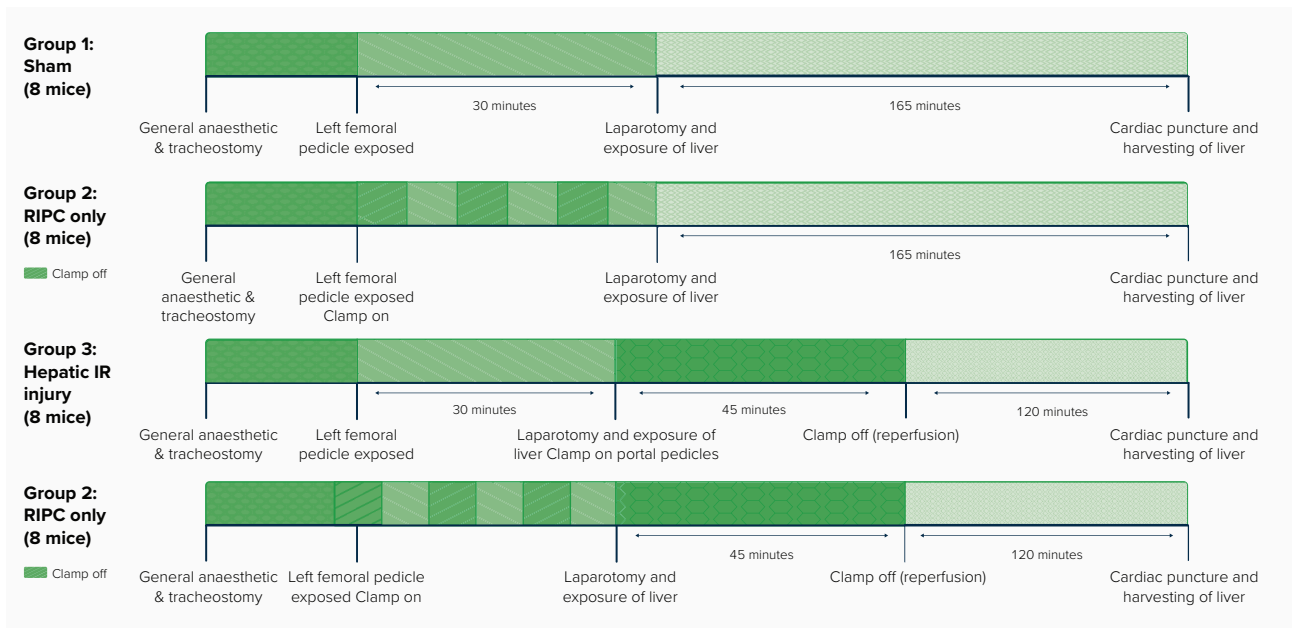 Group 1:
Sham
(8 mice)
30 minutes
165 minutes
General anaesthetic
& tracheostomy
Left femoral
pedicle exposed
Laparotomy and
exposure of liver
Cardiac puncture and
harvesting of liver
Group 2:
RIPC only
(8 mice)
Clamp off
165 minutes
General
anaesthetic &
tracheostomy
Left femoral
pedicle exposed
Clamp on
Laparotomy and
exposure of liver
Cardiac puncture and
harvesting of liver
Group 3:
Hepatic IR
injury
(8 mice)
30 minutes
45 minutes
120 minutes
General anaesthetic
& tracheostomy
Left femoral
pedicle exposed
Laparotomy and exposure of
liver Clamp on portal pedicles
Clamp off (reperfusion)
Cardiac puncture and
harvesting of liver
Group 2:
RIPC only
(8 mice)
Clamp off
45 minutes
120 minutes
General anaesthetic
& tracheostomy
Left femoral pedicle
exposed Clamp on
Laparotomy and
exposure of liver
Clamp off (reperfusion)
Cardiac puncture and
harvesting of liver